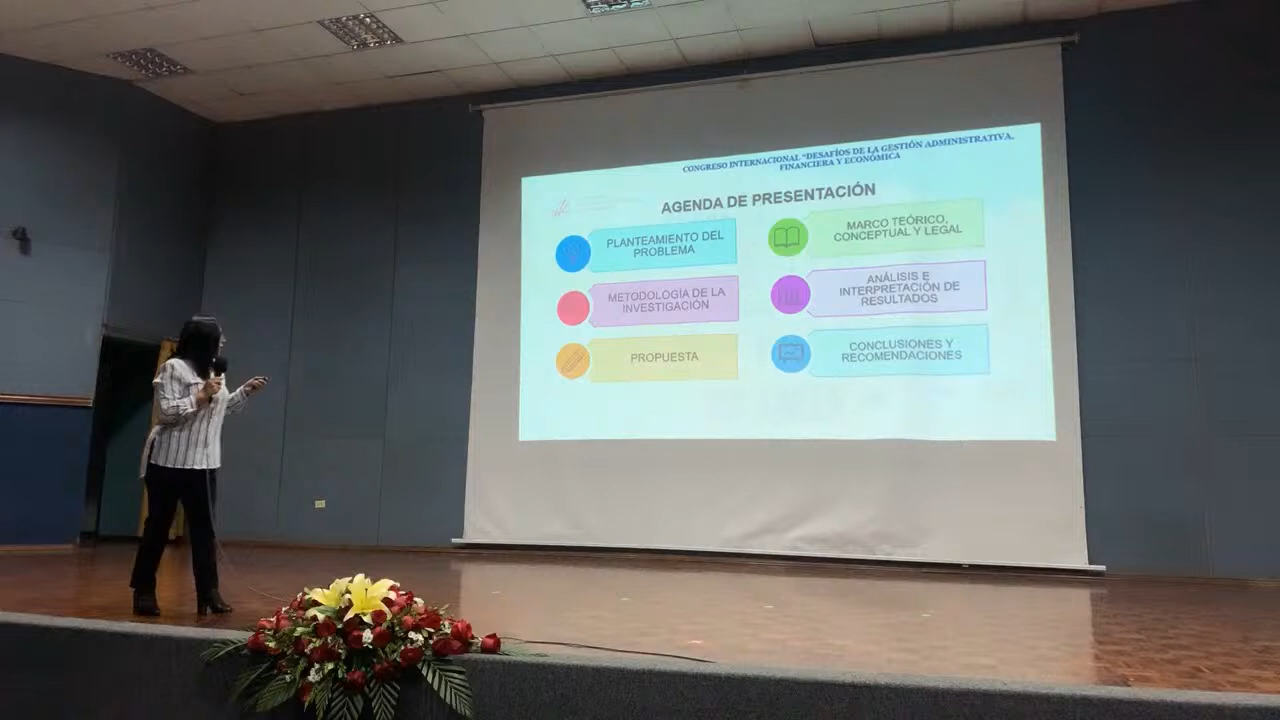 CONGRESO INTERNACIONAL "DESAFÍOS DE LA GESTIÓN ADMINISTRATIVA,
FINANCIERA Y ECONÓMICA
AGENDA DE PRESENTACIÓN
PLANTEAMIENTO DEL
PROBLEMA
MARCO TEÓRICO,
CONCEPTUAL Y LEGAL
METODOLOGÍA DE LA
INVESTIGACIÓN
ANÁLISIS E
INTERPRETACIÓN DE
RESULTADOS
PROPUESTA
CONCLUSIONES Y
RECOMENDACIONES